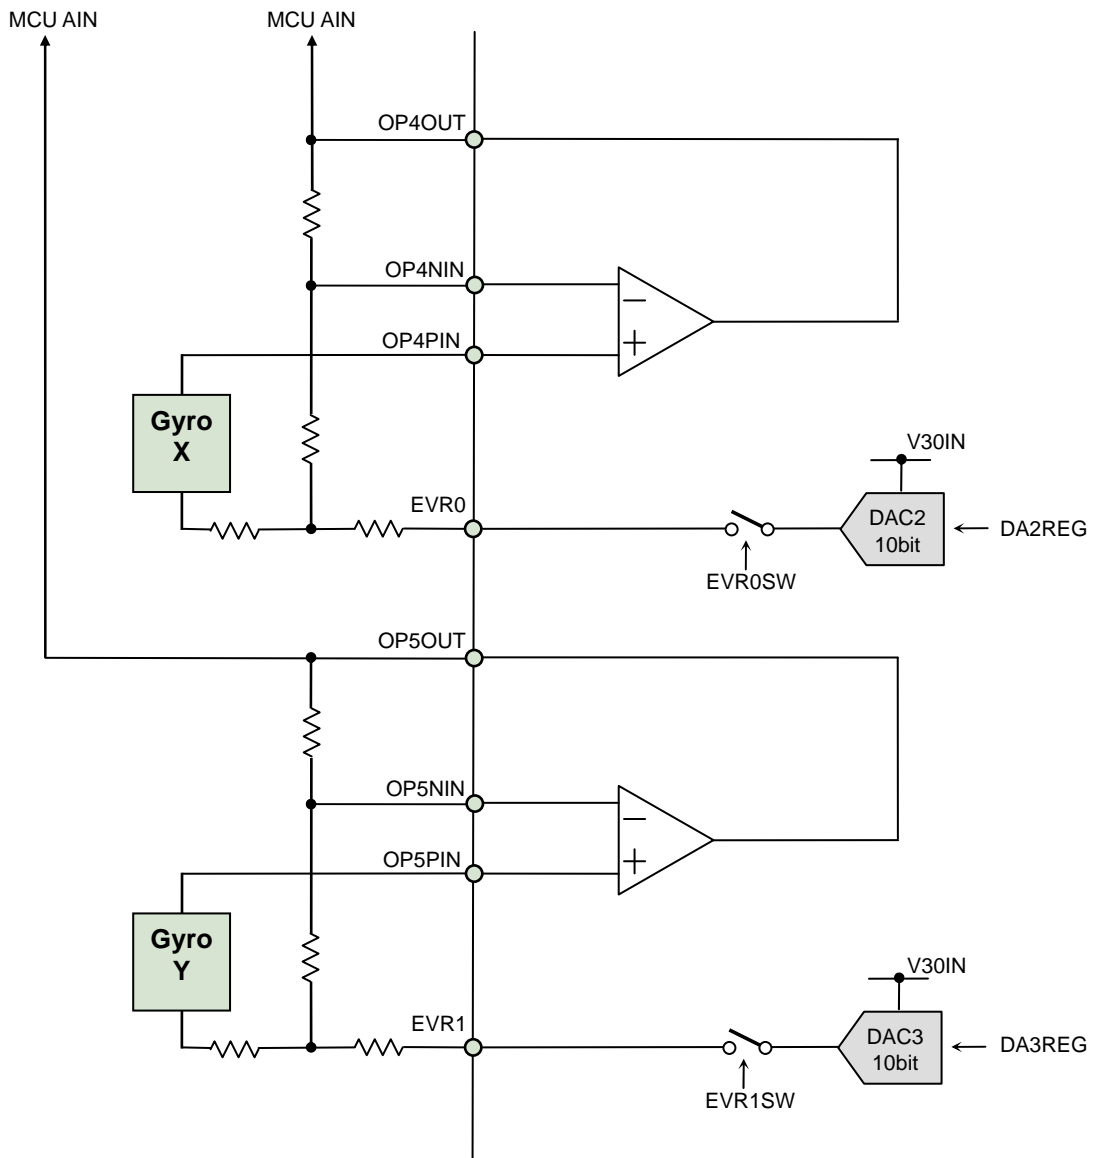 MCU AIN
MCU AIN
OP4OUT
OP4NIN
−
OP4PIN
+
Gyro
X
V30IN
EVR0
DAC2
10bit
DA2REG
EVR0SW
OP5OUT
OP5NIN
−
OP5PIN
+
Gyro
Y
V30IN
EVR1
DAC3
10bit
DA3REG
EVR1SW